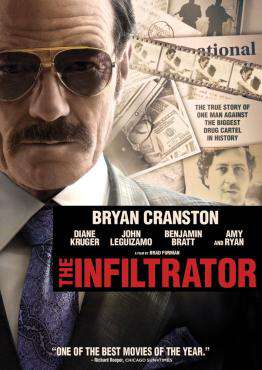 national
THE TRUE STORY OF
ONE MAN AGAINST
THE BIGGEST
DRUG CARTEL
IN HISTORY
BRYAN CRANSTON
DIANE KRUGER
JOHN LEGUIZAMO
BENJAMIN BRATT
AND AMY RYAN
A FILM BY BRAD FURMAN
THE INFILTRATOR
"ONE OF THE BEST MOVIES OF THE YEAR."
–Richard Roeper, CHICAGO SUN-TIMES